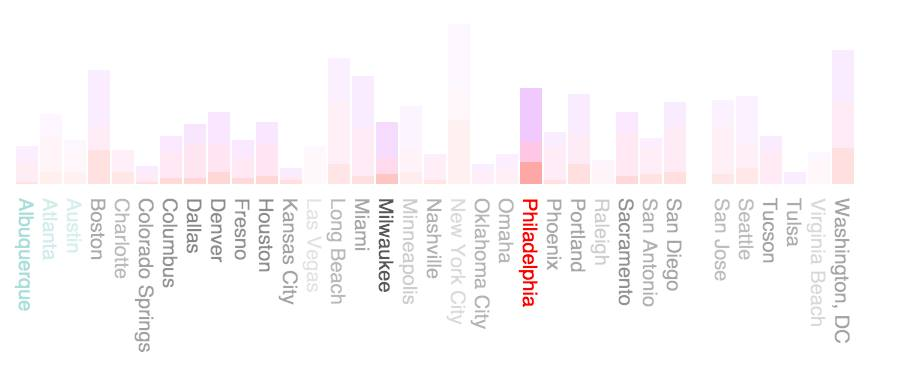 Albuquerque
Atlanta
Austin
Boston
Charlotte
Colorado Springs
Columbus
Dallas
Denver
Fresno
Houston
Kansas City
Las Vegas
Long Beach
Miami
Milwaukee
Minneapolis
Nashville
New York City
Oklahoma City
Omaha
Philadelphia
Phoenix
Portland
Raleigh
Sacramento
San Antonio
San Diego
San Jose
Seattle
Tucson
Tulsa
Virginia Beach
Washington, DC